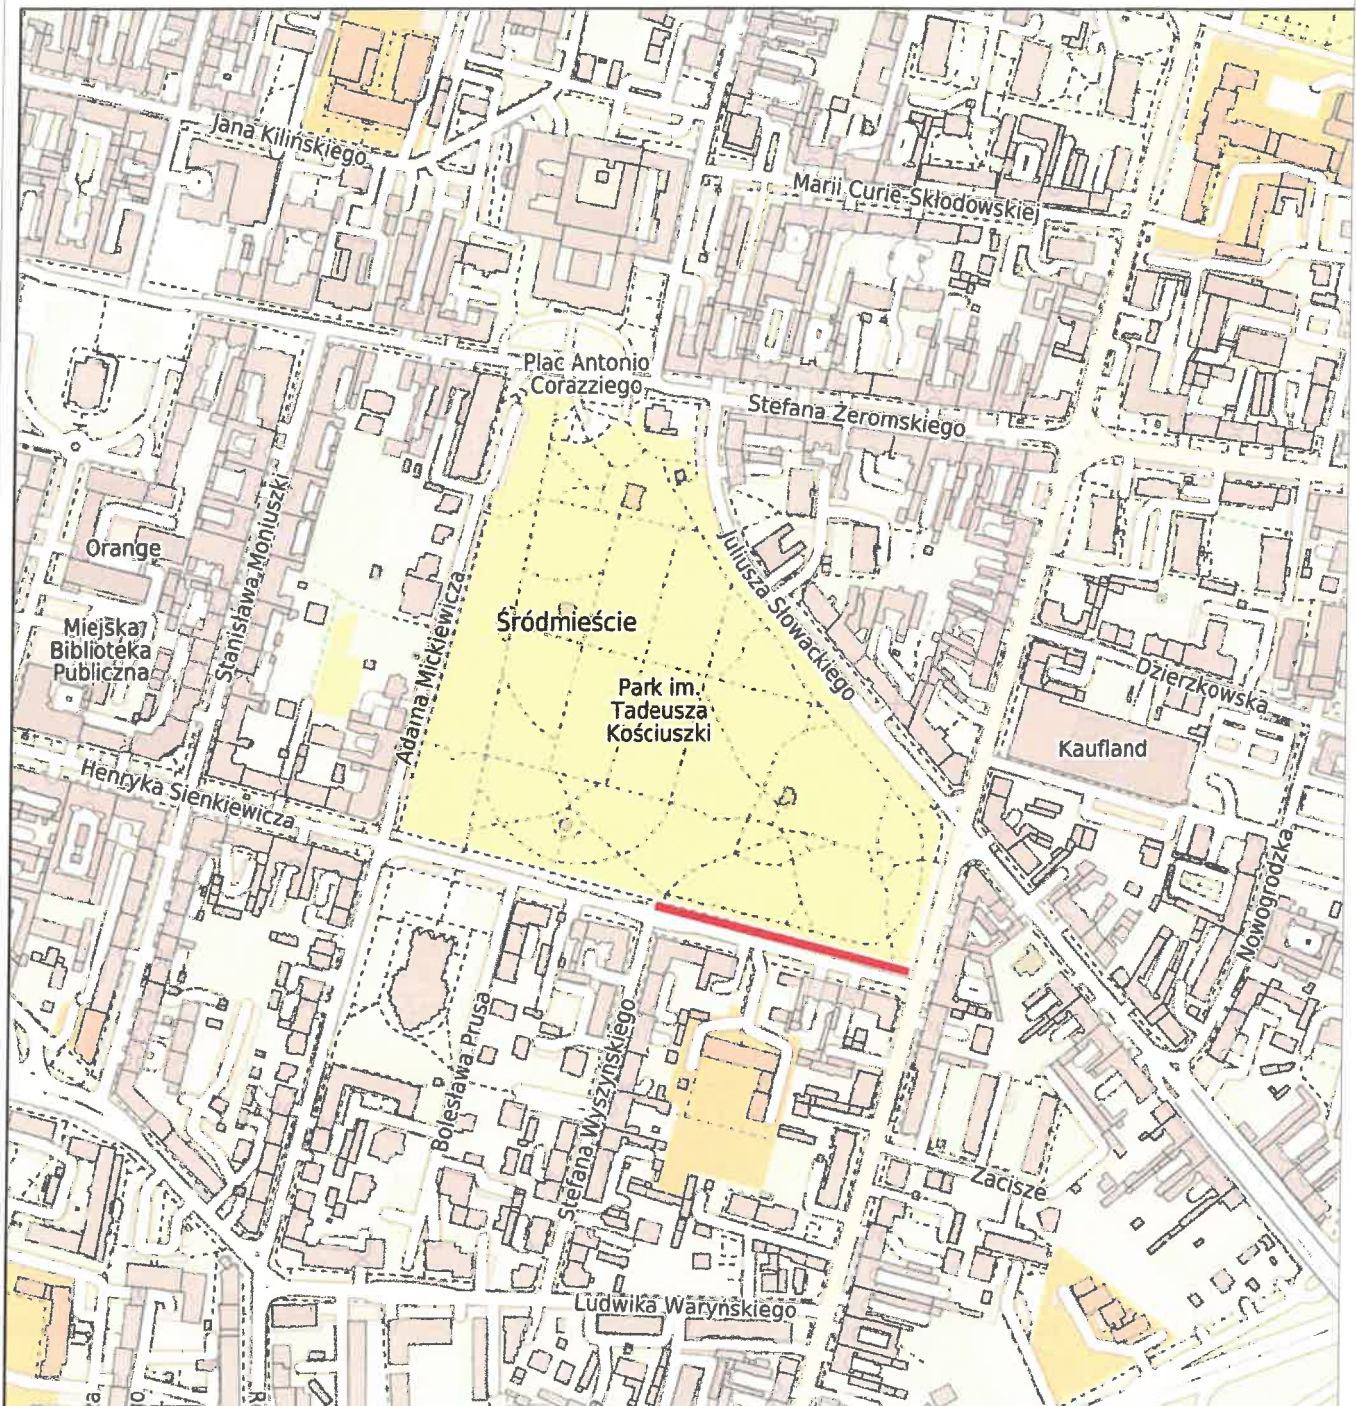 Jana Kilińskiego
Marii Curie-Skłodowskiej
Plac Antonio
Corazziego
Stefana Żeromskiego
Stanisława Moniuszki
Orange
Miejska
Biblioteka
Publiczna
Adama Mickiewicza
Śródmieście
Juliusza Słowackiego
Park im.
Tadeusza
Kościuszki
Dzierzkowska
Kaufland
Henryka Sienkiewicza
Nowogrodzka
Bolesława Prusa
Stefana Wyszyńskiego
Zacisze
Ludwika Waryńskiego